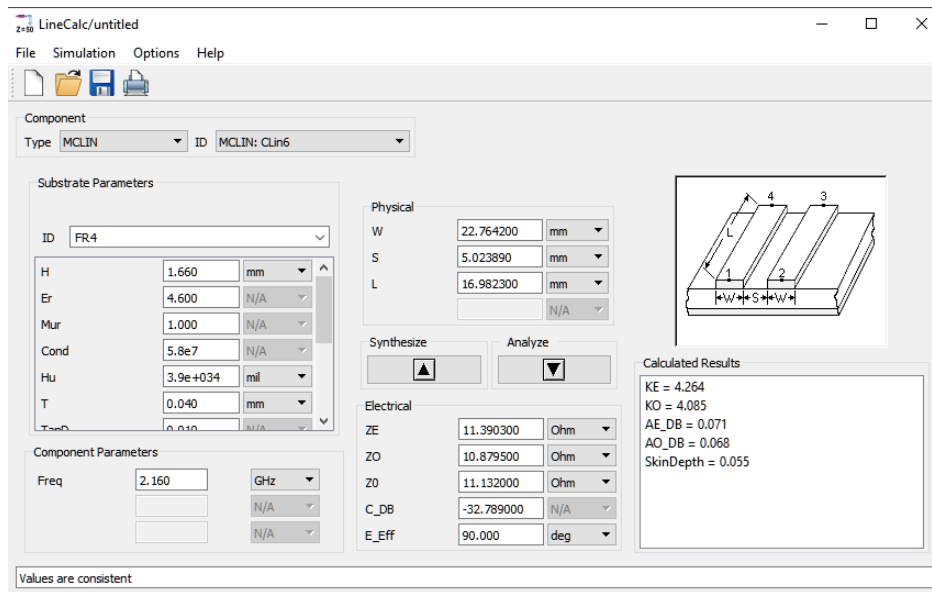 Z=50 LineCalc/untitled
File Simulation Options Help
Component
Type MCLIN ID MCLIN: CLin6
Substrate Parameters
ID FR4
H 1.660 mm
Er 4.600 N/A
Mur 1.000 N/A
Cond 5.8e7 N/A
Hu 3.9e+034 mil
T 0.040 mm
TanD 0.010 N/A
Component Parameters
Freq 2.160 GHz
N/A
N/A
Physical
W 22.764200 mm
S 5.023890 mm
L 16.982300 mm
N/A
Synthesize Analyze
Electrical
ZE 11.390300 Ohm
ZO 10.879500 Ohm
Z0 11.132000 Ohm
C_DB -32.789000 N/A
E_Eff 90.000 deg
4 3
L
1 2
W S W
Calculated Results
KE = 4.264
KO = 4.085
AE_DB = 0.071
AO_DB = 0.068
SkinDepth = 0.055
Values are consistent